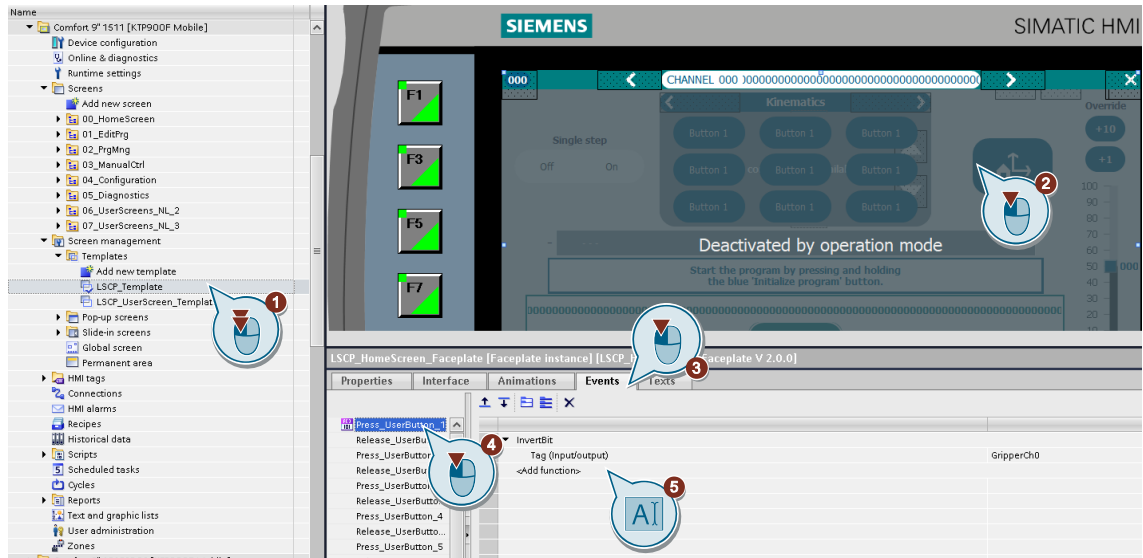 Name
Comfort 9" 1511 [KTP900F Mobile]
Device configuration
Online & diagnostics
Runtime settings
Screens
Add new screen
00_HomeScreen
01_EditPrg
02_PrgMng
03_ManualCtrl
04_Configuration
05_Diagnostics
06_UserScreens_NL_2
07_UserScreens_NL_3
Screen management
Templates
Add new template
LSCP_Template
LSCP_UserScreen_Templat
Pop-up screens
Slide-in screens
Global screen
Permanent area
HMI tags
Connections
HMI alarms
Recipes
Historical data
Scripts
Scheduled tasks
Cycles
Reports
Text and graphic lists
User administration
Zones
1
SIEMENS
SIMATIC HMI
F1
F3
F5
F7
000
CHANNEL 000
Kinematics
Override
Single step
Off On
Button 1 Button 1 Button 1
Button 1 Button 1 Button 1
Button 1 Button 1 Button 1
+10
+1
100
90
80
70
60
50
40
30
20
10
000
2
Deactivated by operation mode
Start the program by pressing and holding
the blue 'Initialize program' button.
LSCP_HomeScreen_Faceplate [Faceplate instance] [LSCP_H Faceplate V 2.0.0]
3
Properties Interface Animations Events Texts
Press_UserButton_1
Release_UserBu
Press_UserButton
Release_UserBu
Press_UserButton
Release_UserButto
Press_UserButton_4
Release_UserButto...
Press_UserButton_5
4
InvertBit
Tag (Input/output) GripperCh0
<Add function>
5
A